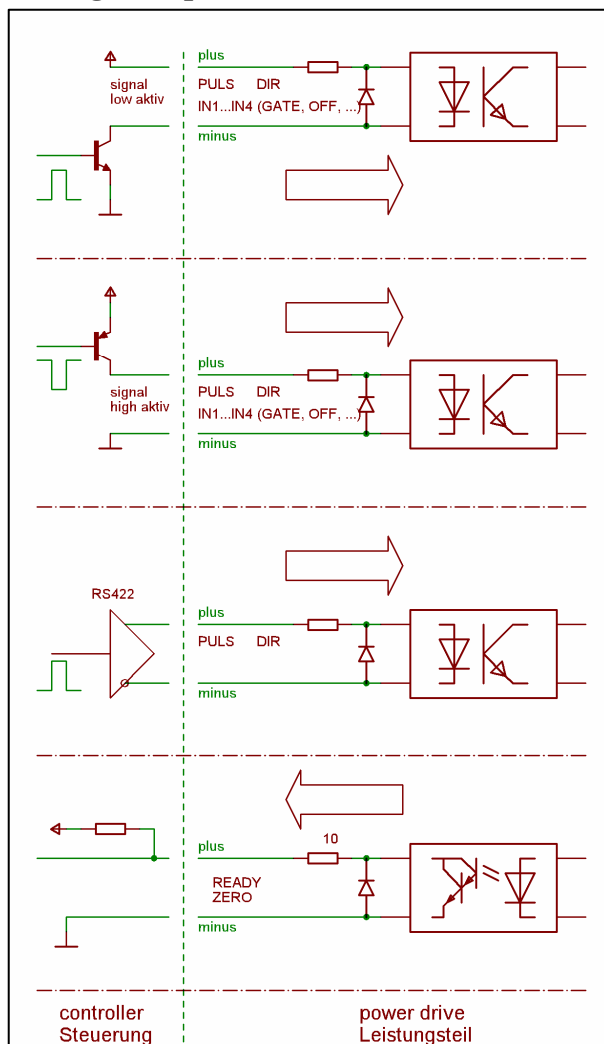 plus
signal
low aktiv
PULS DIR
IN1...IN4 (GATE, OFF, ...)
minus
plus
signal
high aktiv
PULS DIR
IN1...IN4 (GATE, OFF, ...)
minus
RS422
plus
PULS DIR
minus
plus
10
READY
ZERO
minus
controller
Steuerung
power drive
Leistungsteil